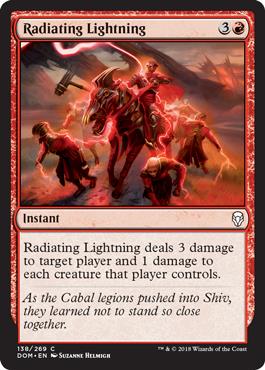 Radiating Lightning 3
Instant
Radiating Lightning deals 3 damage
to target player and 1 damage to
each creature that player controls.
As the Cabal legions pushed into Shiv,
they learned not to stand so close
together.
138/269 C
DOM • EN Suzanne Helmigh
™ & © 2018 Wizards of the Coast